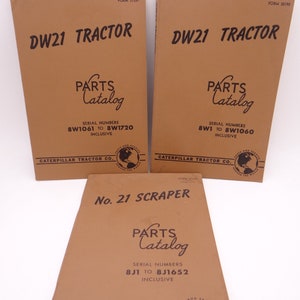 DW21 TRACTOR
PARTS
Catalog
SERIAL NUMBERS
8W1061 TO 8W1720
INCLUSIVE
CATERPILLAR TRACTOR CO.
DW21 TRACTOR
PARTS
Catalog
SERIAL NUMBERS
8W1 TO 8W1060
INCLUSIVE
CATERPILLAR TRACTOR CO.
No. 21 SCRAPER
PARTS
Catalog
SERIAL NUMBERS
8J1 TO 8J1652
INCLUSIVE